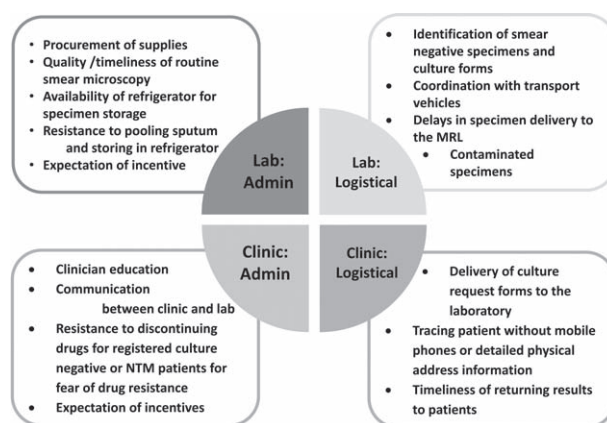 • Procurement of supplies
• Quality /timeliness of routine
smear microscopy
• Availability of refrigerator for
specimen storage
• Resistance to pooling sputum
and storing in refrigerator
• Expectation of incentive
• Identification of smear
negative specimens and
culture forms
• Coordination with transport
vehicles
• Delays in specimen delivery to
the MRL
• Contaminated
specimens
Lab:
Admin
Lab:
Logistical
Clinic:
Admin
Clinic:
Logistical
• Clinician education
• Communication
between clinic and lab
• Resistance to discontinuing
drugs for registered culture
negative or NTM patients for
fear of drug resistance
• Expectation of incentives
• Delivery of culture
request forms to the
laboratory
• Tracing patient without mobile
phones or detailed physical
address information
• Timeliness of returning results
to patients